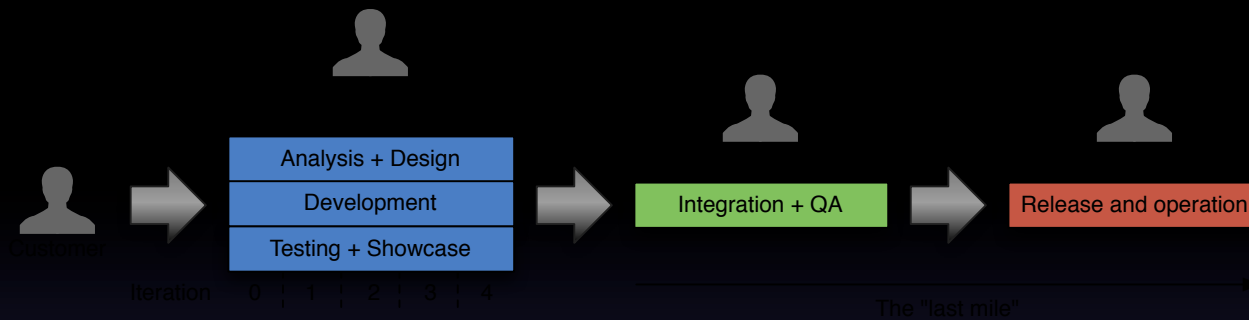 Customer
Analysis + Design
Development
Testing + Showcase
Iteration 0 1 2 3 4
Integration + QA
Release and operation
The "last mile"